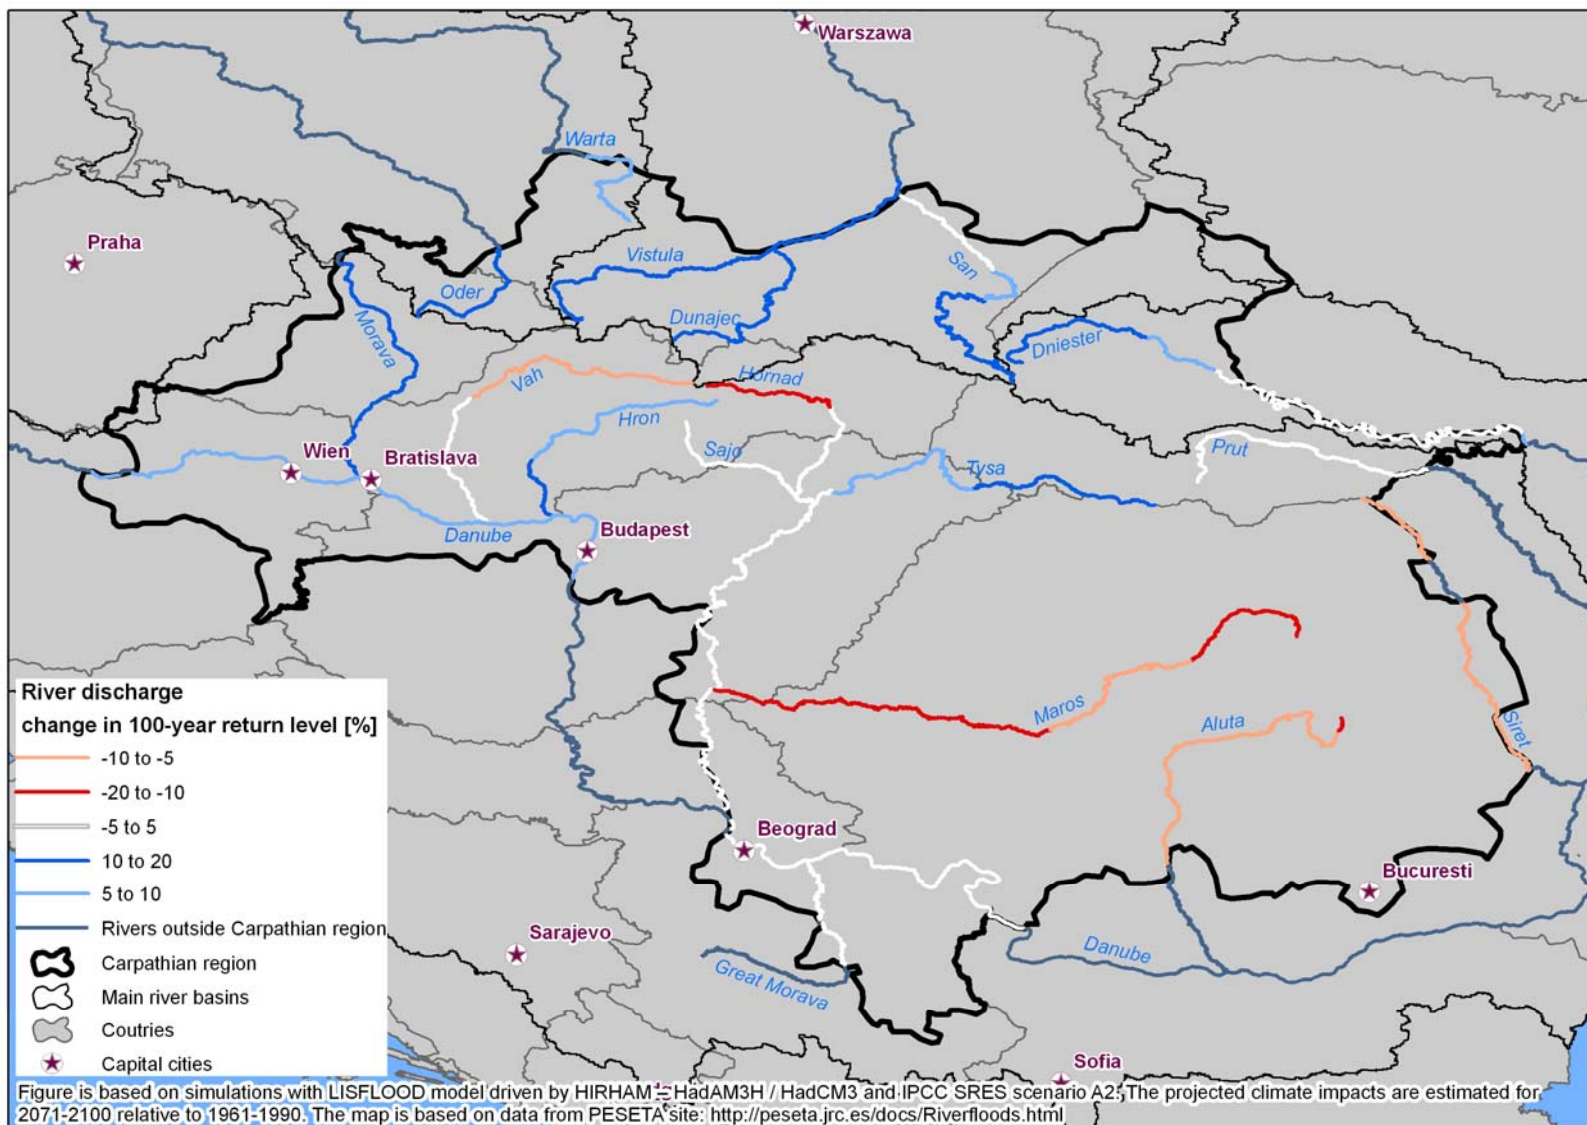 Warszawa
Warta
Praha
Vistula
San
Oder
Dunajec
Morava
Dniester
Vah
Hornad
Hron
Wien
Bratislava
Sajo
Tysa
Prut
Danube
Budapest
Maros
Aluta
Siret
Beograd
Bucuresti
Sarajevo
Danube
Great Morava
Sofia
River discharge
change in 100-year return level [%]
-10 to -5
-20 to -10
-5 to 5
10 to 20
5 to 10
Rivers outside Carpathian region
Carpathian region
Main river basins
Coutries
Capital cities
Figure is based on simulations with LISFLOOD model driven by HIRHAM – HadAM3H / HadCM3 and IPCC SRES scenario A2. The projected climate impacts are estimated for
2071-2100 relative to 1961-1990. The map is based on data from PESETA site: http://peseta.jrc.es/docs/Riverfloods.html